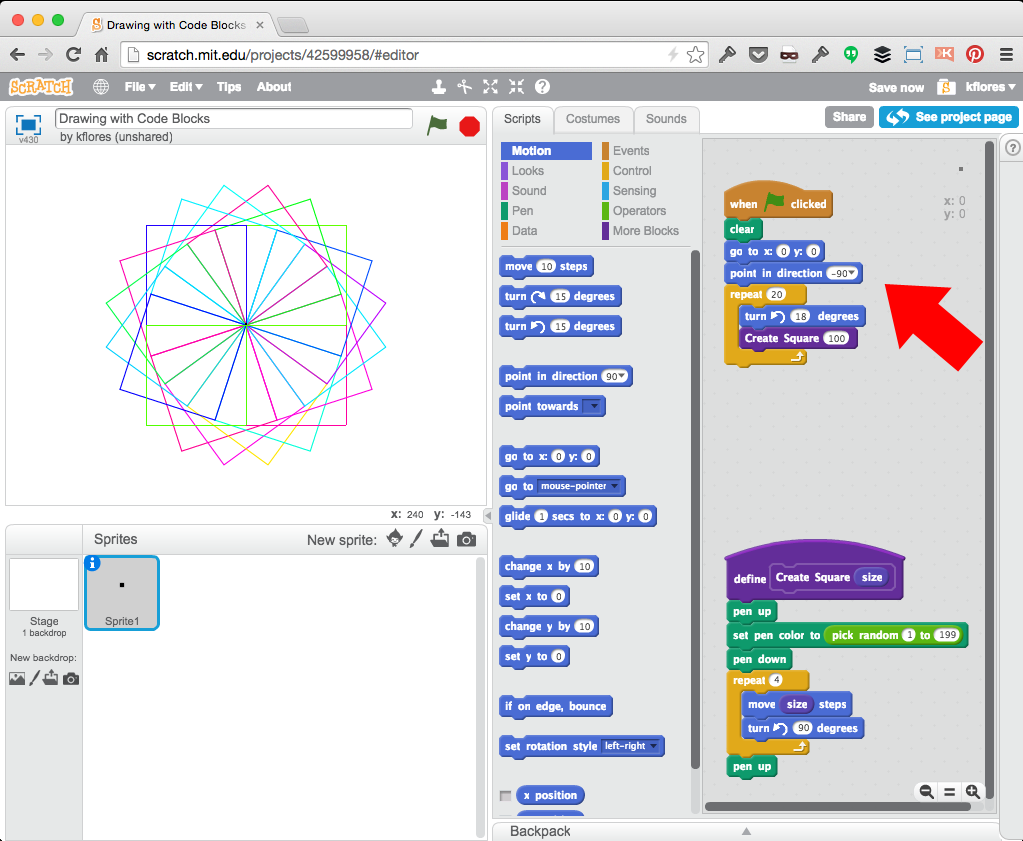 Drawing with Code Blocks
scratch.mit.edu/projects/42599958/#editor
SCRATCH File Edit Tips About Save now kflores
v430
Drawing with Code Blocks
by kflores (unshared)
Scripts Costumes Sounds Share See project page
Motion Events
Looks Control
Sound Sensing
Pen Operators
Data More Blocks
move 10 steps
turn 15 degrees
turn 15 degrees
point in direction 90
point towards
go to x: 0 y: 0
go to mouse-pointer
glide 1 secs to x: 0 y: 0
change x by 10
set x to 0
change y by 10
set y to 0
if on edge, bounce
set rotation style left-right
x position
x: 0
y: 0
when clicked
clear
go to x: 0 y: 0
point in direction -90
repeat 20
turn 18 degrees
Create Square 100
define Create Square size
pen up
set pen color to pick random 1 to 199
pen down
repeat 4
move size steps
turn 90 degrees
pen up
x: 240 y: -143
Sprites New sprite:
Stage
1 backdrop
New backdrop:
Sprite1
Backpack